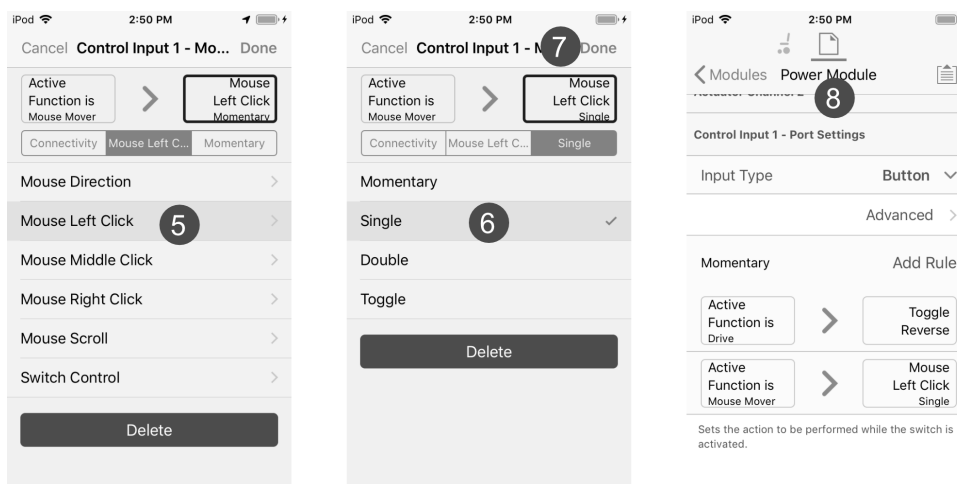 iPod 2:50 PM
Cancel Control Input 1 - Mo... Done
Active
Function is
Mouse Mover
Mouse
Left Click
Momentary
Connectivity Mouse Left C... Momentary
Mouse Direction
Mouse Left Click 5
Mouse Middle Click
Mouse Right Click
Mouse Scroll
Switch Control
Delete
iPod 2:50 PM
Cancel Control Input 1 - 7 Done
Active
Function is
Mouse Mover
Mouse
Left Click
Single
Connectivity Mouse Left C... Single
Momentary
Single 6
Double
Toggle
Delete
iPod 2:50 PM
Modules Power Module
Actuator Channel 2
8
Control Input 1 - Port Settings
Input Type Button
Advanced
Momentary Add Rule
Active
Function is
Drive
Toggle
Reverse
Active
Function is
Mouse Mover
Mouse
Left Click
Single
Sets the action to be performed while the switch is
activated.